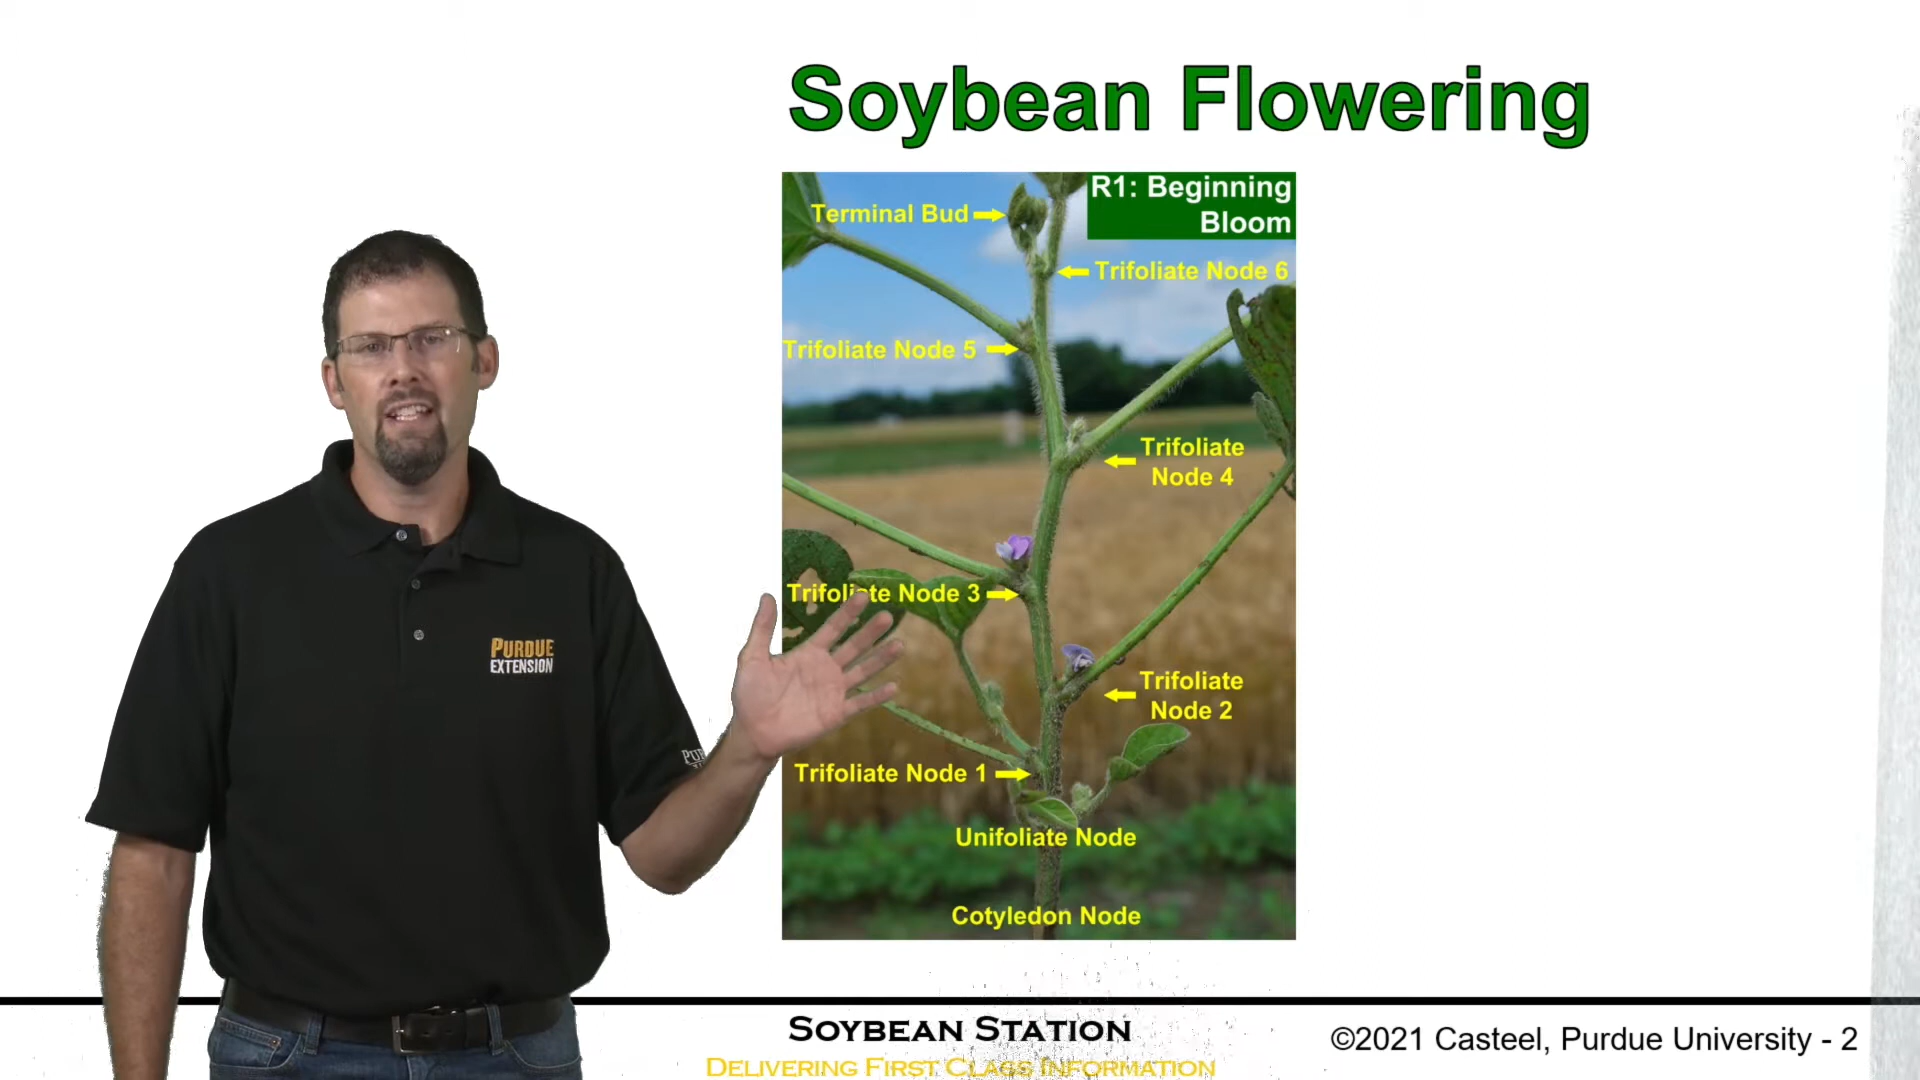 Soybean Flowering
R1: Beginning
Bloom
Terminal Bud
Trifoliate Node 6
Trifoliate Node 5
Trifoliate
Node 4
Trifoliate Node 3
Trifoliate
Node 2
Trifoliate Node 1
Unifoliate Node
Cotyledon Node
PURDUE
EXTENSION
SOYBEAN STATION
DELIVERING FIRST CLASS INFORMATION
©2021 Casteel, Purdue University - 2